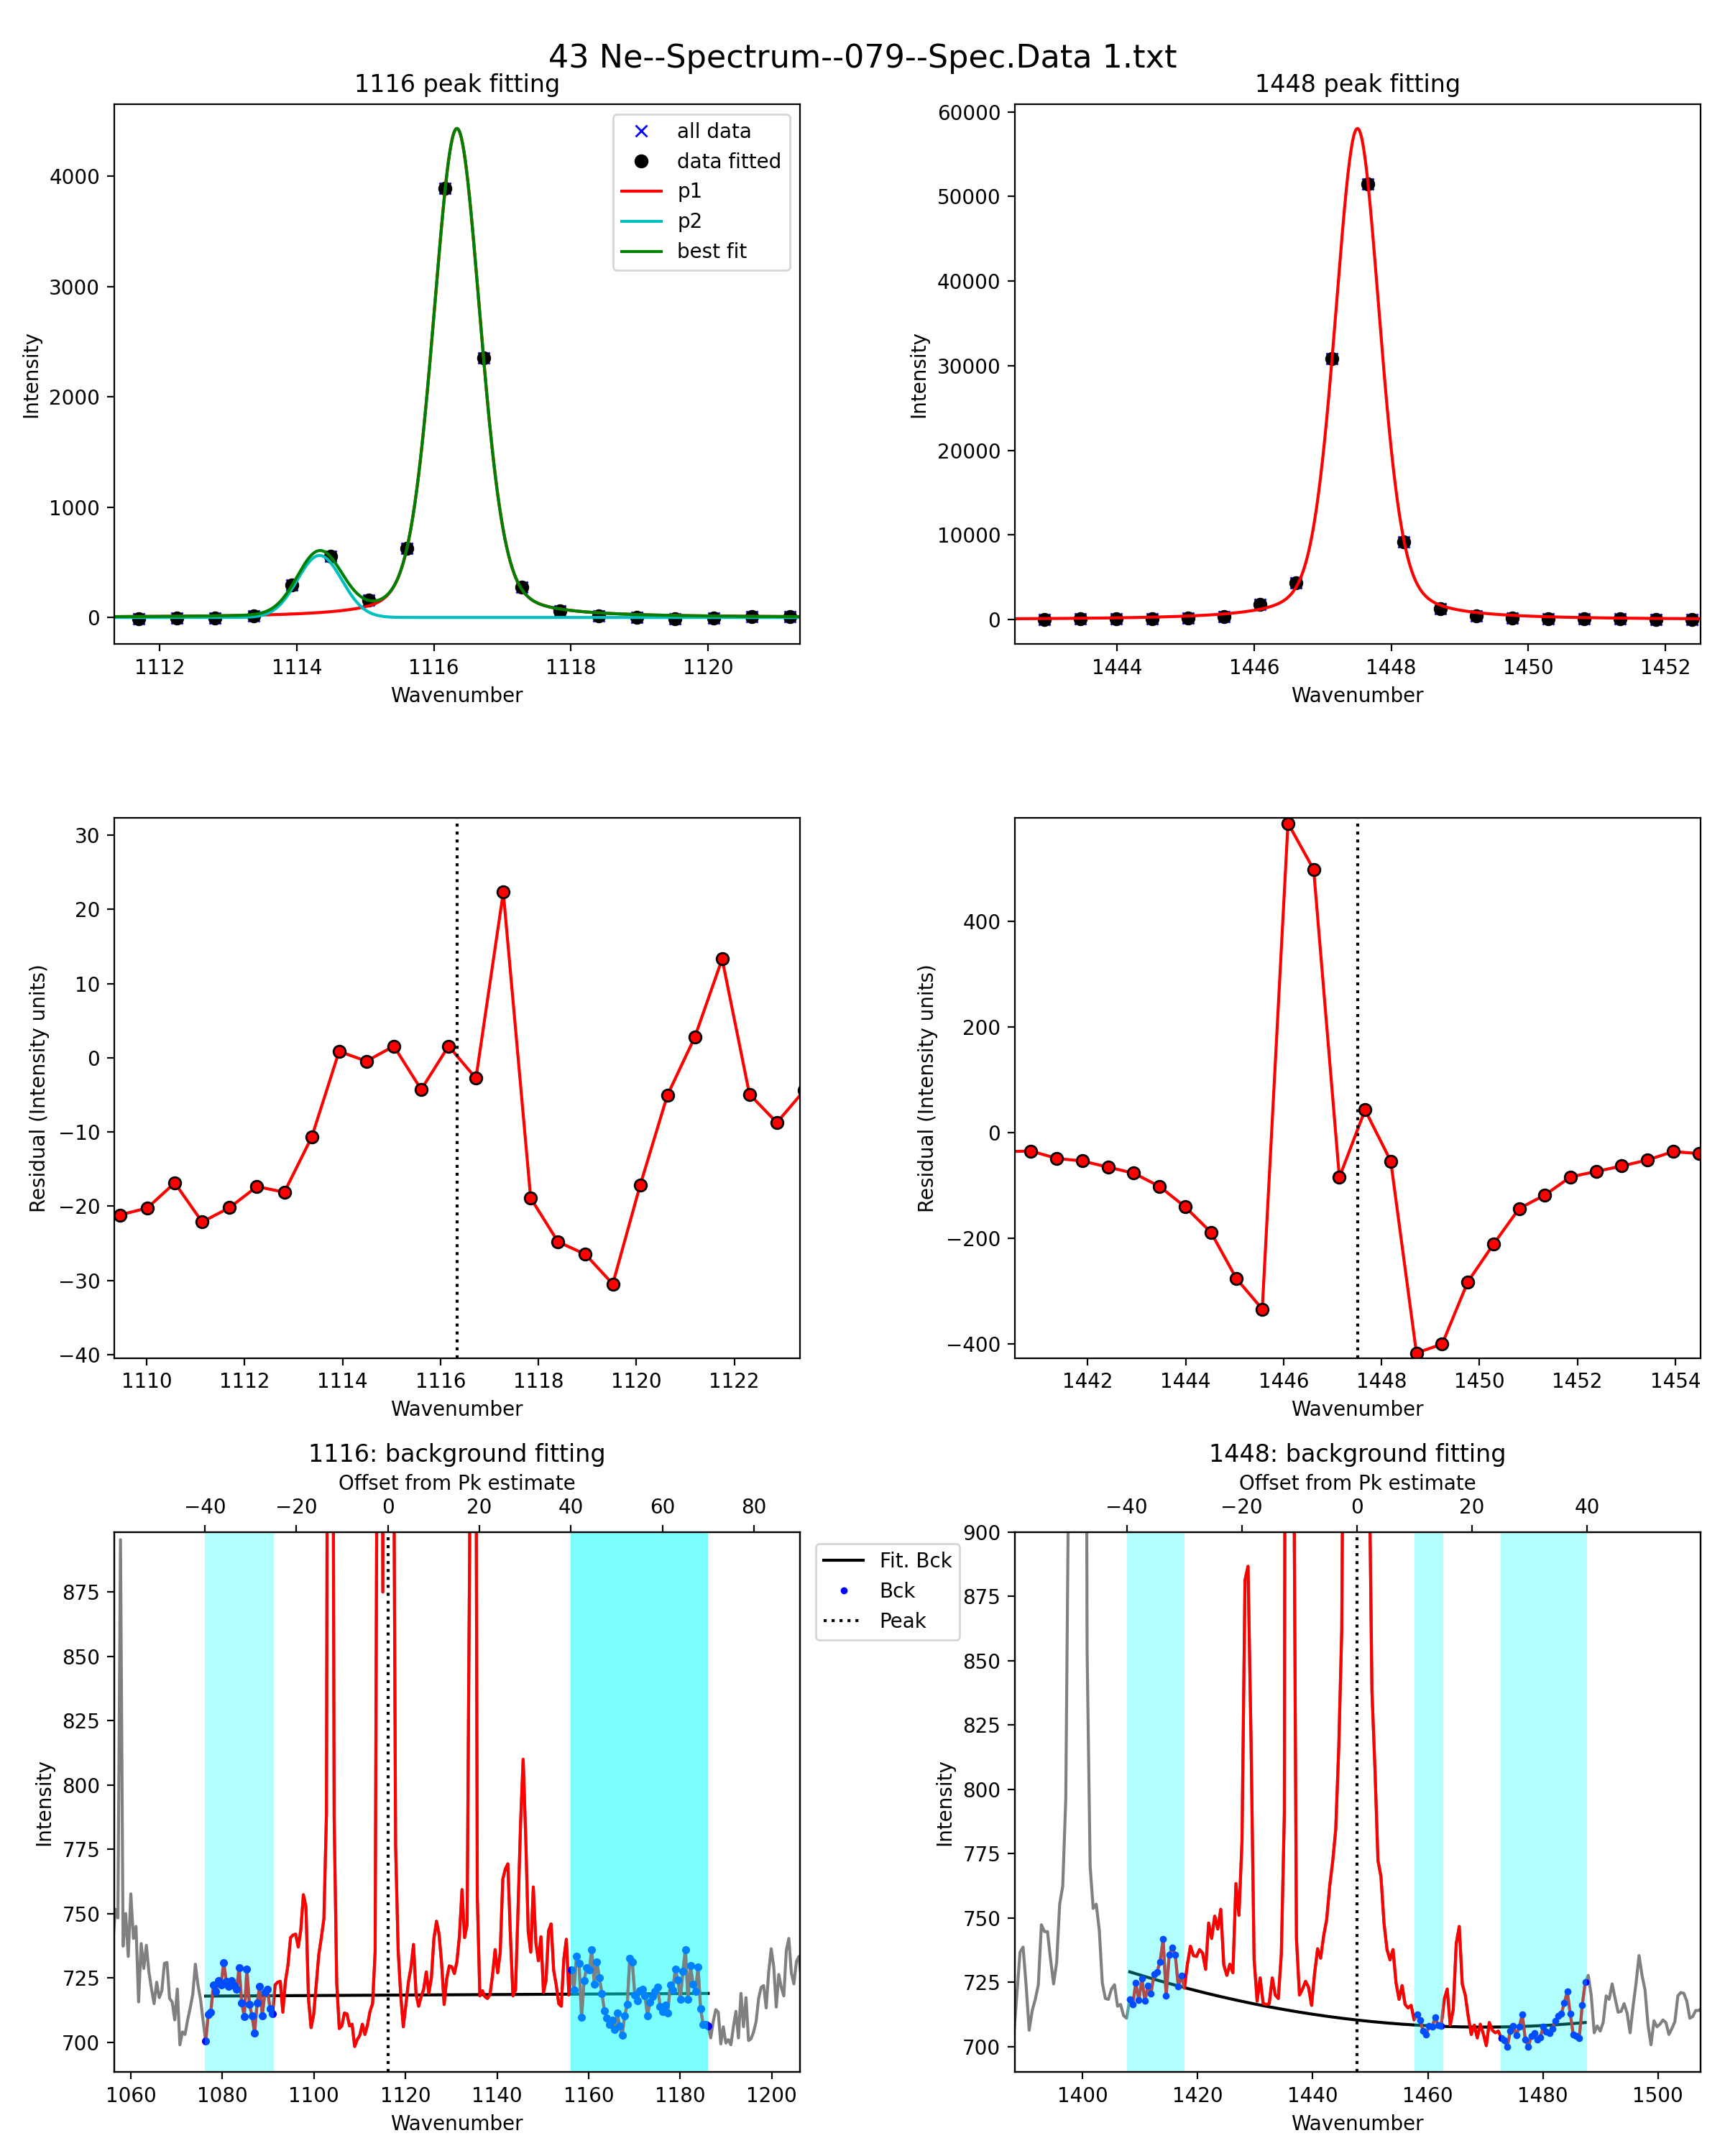 43 Ne--Spectrum--079--Spec.Data 1.txt
1116 peak fitting
all data
data fitted
p1
p2
best fit
Intensity
4000
3000
2000
1000
0
1112 1114 1116 1118 1120
Wavenumber
1448 peak fitting
Intensity
60000
50000
40000
30000
20000
10000
0
1444 1446 1448 1450 1452
Wavenumber
Residual (Intensity units)
30
20
10
0
−10
−20
−30
−40
1110 1112 1114 1116 1118 1120 1122
Wavenumber
Residual (Intensity units)
400
200
0
−200
−400
1442 1444 1446 1448 1450 1452 1454
Wavenumber
1116: background fitting
Offset from Pk estimate
−40 −20 0 20 40 60 80
Intensity
875
850
825
800
775
750
725
700
1060 1080 1100 1120 1140 1160 1180 1200
Wavenumber
Fit. Bck
Bck
Peak
1448: background fitting
Offset from Pk estimate
−40 −20 0 20 40
Intensity
900
875
850
825
800
775
750
725
700
1400 1420 1440 1460 1480 1500
Wavenumber